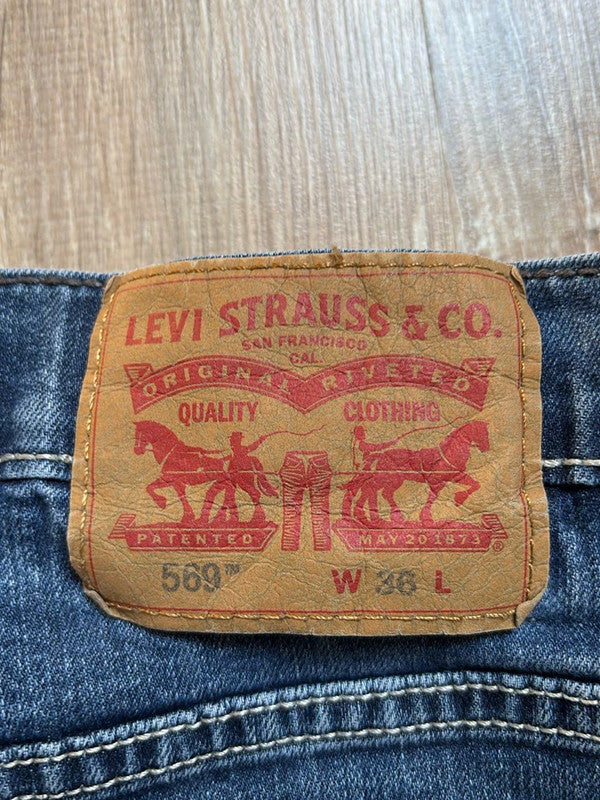 LEVI STRAUSS & CO.
SAN FRANCISCO
CAL.
ORIGINAL RIVETED
QUALITY CLOTHING
PATENTED MAY 20 1873 ®
569™ W 36 L